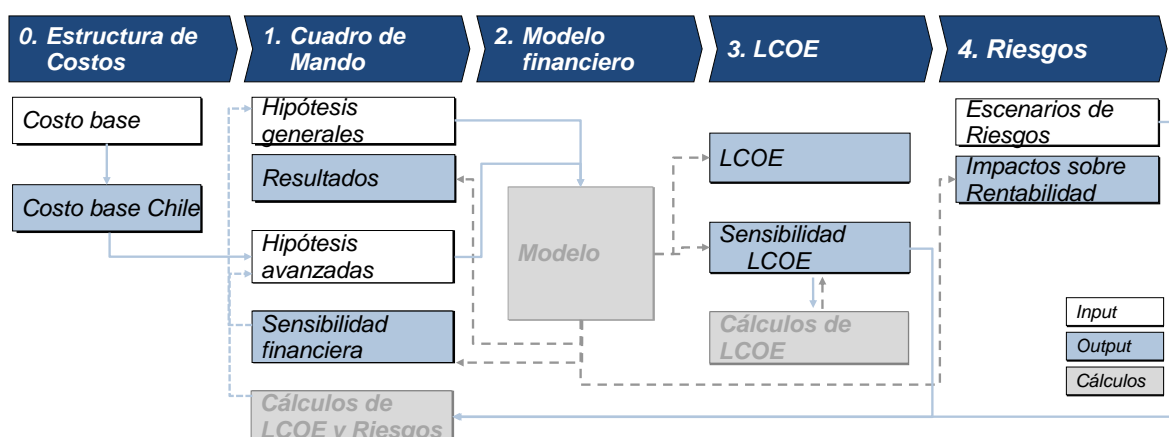 0. Estructura de
Costos
1. Cuadro de
Mando
2. Modelo
financiero
3. LCOE
4. Riesgos
Costo base
Costo base Chile
Hipótesis
generales
Resultados
Hipótesis
avanzadas
Sensibilidad
financiera
Cálculos de
LCOE y Riesgos
Modelo
LCOE
Sensibilidad
LCOE
Cálculos de
LCOE
Escenarios de
Riesgos
Impactos sobre
Rentabilidad
Input
Output
Cálculos